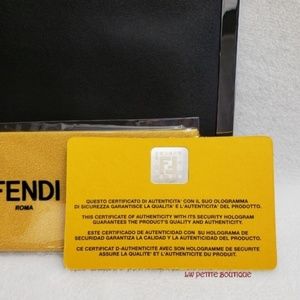 FENDI
ROMA
QUESTO CERTIFICATO DI AUTENTICITA' CON IL SUO OLOGRAMMA
DI SICUREZZA GARANTISCE LA QUALITA' E L'AUTENTICITA' DEL PRODOTTO.
THIS CERTIFICATE OF AUTHENTICITY WITH ITS SECURITY HOLOGRAM
GUARANTEES THE PRODUCT'S QUALITY AND AUTHENTICITY.
ESTE CERTIFICADO DE AUTENTICIDAD CON SU HOLOGRAMA DE
SEGURIDAD GARANTIZA LA CALIDAD Y LA AUTENTICIDAD DEL PRODUCTO.
CE CERTIFICAT D'AUTHENTICITE AVEC SON HOLOGRAMME DE SECURITE
ASSURE LA QUALITE ET L'AUTHENTICITE DU PRODUIT.
La Petite Boutique